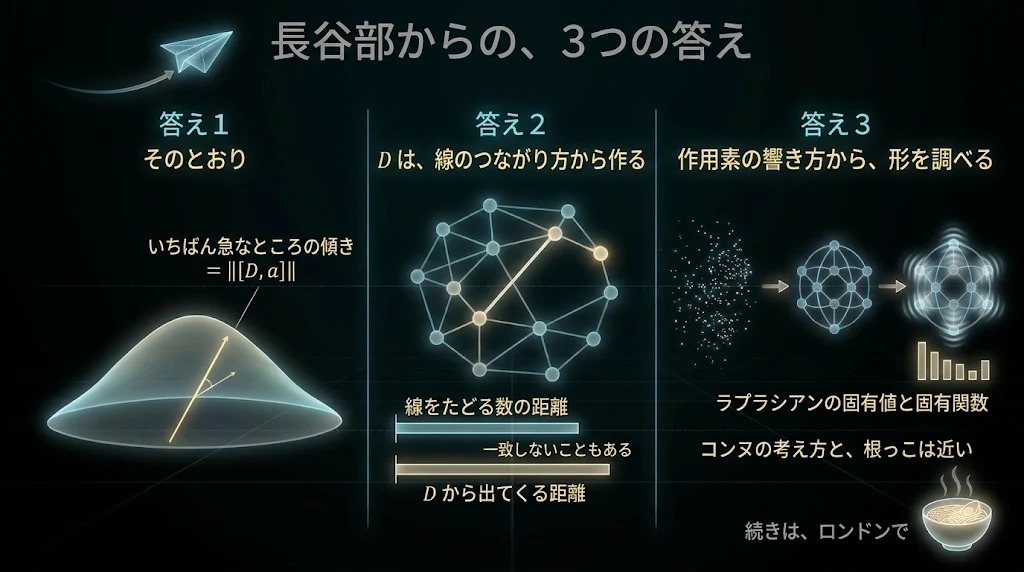 長谷部からの、3つの答え
答え1
そのとおり
いちばん急なところの傾き
= ||[D, a]||
答え2
D は、線のつながり方から作る
線をたどる数の距離
一致しないこともある
D から出てくる距離
答え3
作用素の響き方から、形を調べる
ラプラシアンの固有値と固有関数
コンヌの考え方と、根っこは近い
続きは、ロンドンで